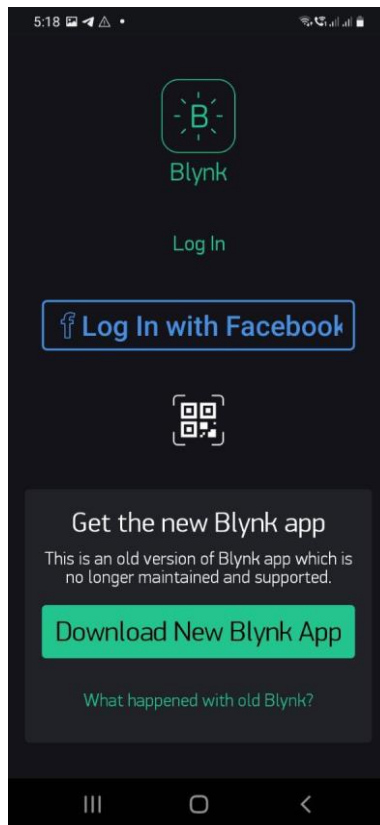 5:18
B
Blynk
Log In
f Log In with Facebook
Get the new Blynk app
This is an old version of Blynk app which is
no longer maintained and supported.
Download New Blynk App
What happened with old Blynk?